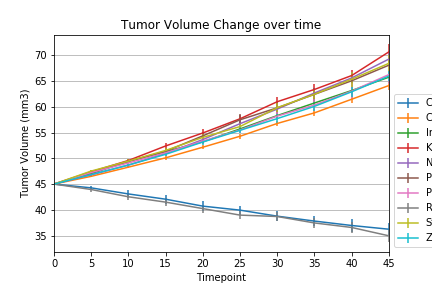 Tumor Volume Change over time
Tumor Volume (mm3)
70
65
60
55
50
45
40
35
0 5 10 15 20 25 30 35 40 45
Timepoint
C
C
In
K
N
P
P
R
S
Z